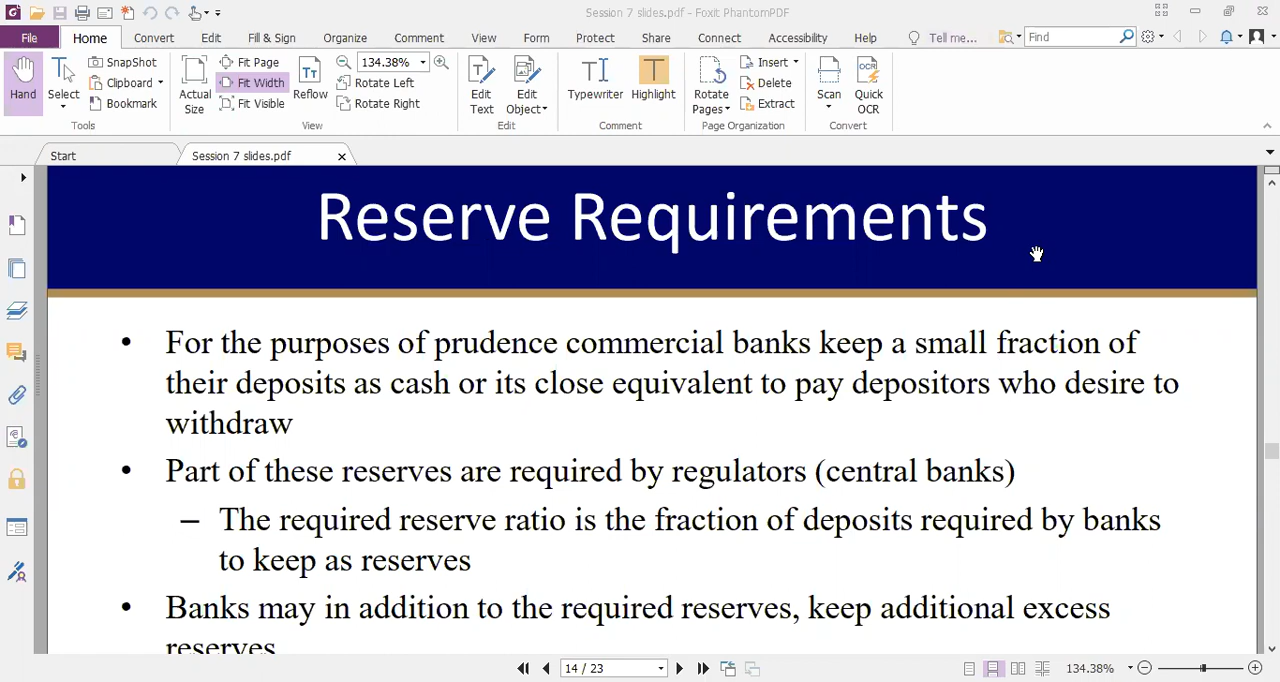 Session 7 slides.pdf - Foxit PhantomPDF
File Home Convert Edit Fill & Sign Organize Comment View Form Protect Share Connect Accessibility Help Tell me... Find
Hand
Select
SnapShot
Clipboard
Bookmark
Tools
Actual Size
Fit Page
Fit Width
Fit Visible
Reflow
134.38%
Rotate Left
Rotate Right
View
Edit Text
Edit Object
Edit
Typewriter
Highlight
Comment
Rotate Pages
Insert
Delete
Extract
Page Organization
Scan
Quick OCR
Convert
Start
Session 7 slides.pdf
Reserve Requirements
• For the purposes of prudence commercial banks keep a small fraction of
their deposits as cash or its close equivalent to pay depositors who desire to
withdraw
• Part of these reserves are required by regulators (central banks)
– The required reserve ratio is the fraction of deposits required by banks
to keep as reserves
• Banks may in addition to the required reserves, keep additional excess
reserves
14 / 23
134.38%